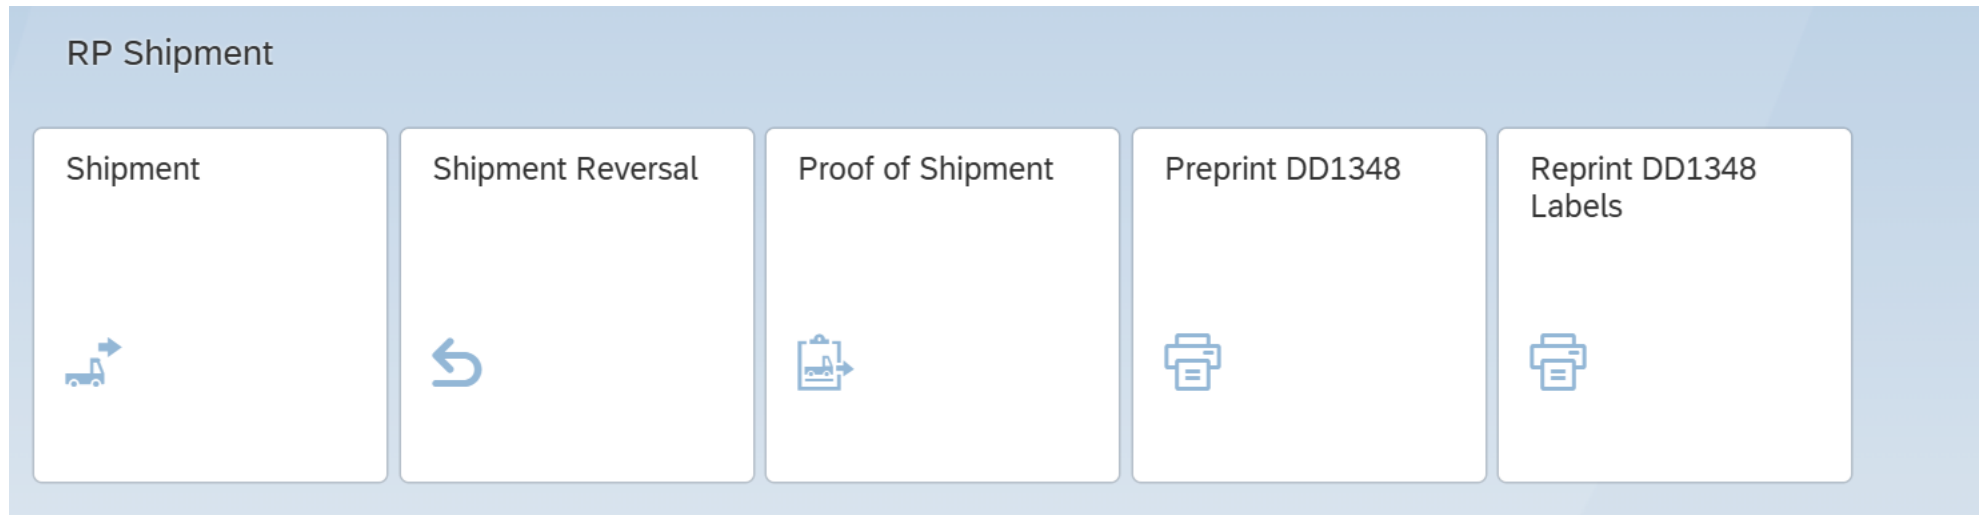 RP Shipment
Shipment
Shipment Reversal
Proof of Shipment
Preprint DD1348
Reprint DD1348
Labels